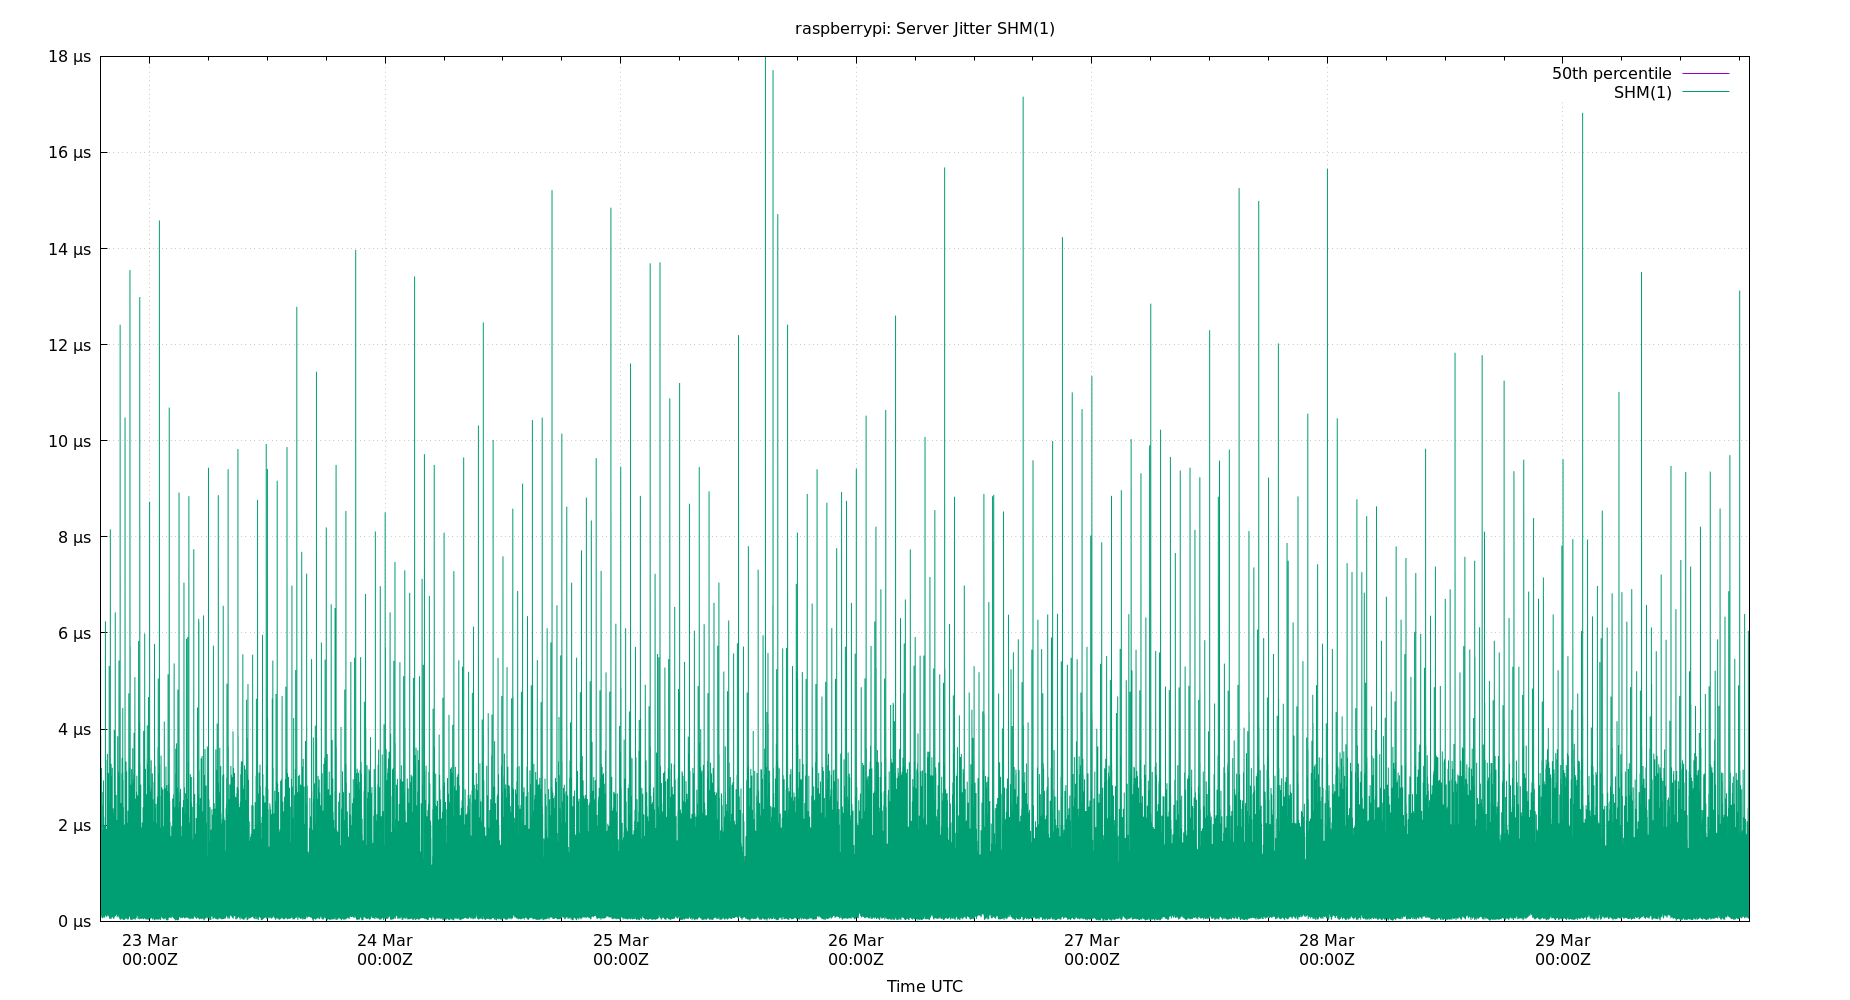 raspberrypi: Server Jitter SHM(1)
18 µs
50th percentile
SHM(1)
16 µs
14 µs
12 µs
10 µs
8 µs
6 µs
4 µs
2 µs
0 µs
23 Mar 24 Mar 25 Mar 26 Mar 27 Mar 28 Mar 29 Mar
00:00Z 00:00Z 00:00Z 00:00Z 00:00Z 00:00Z 00:00Z
Time UTC